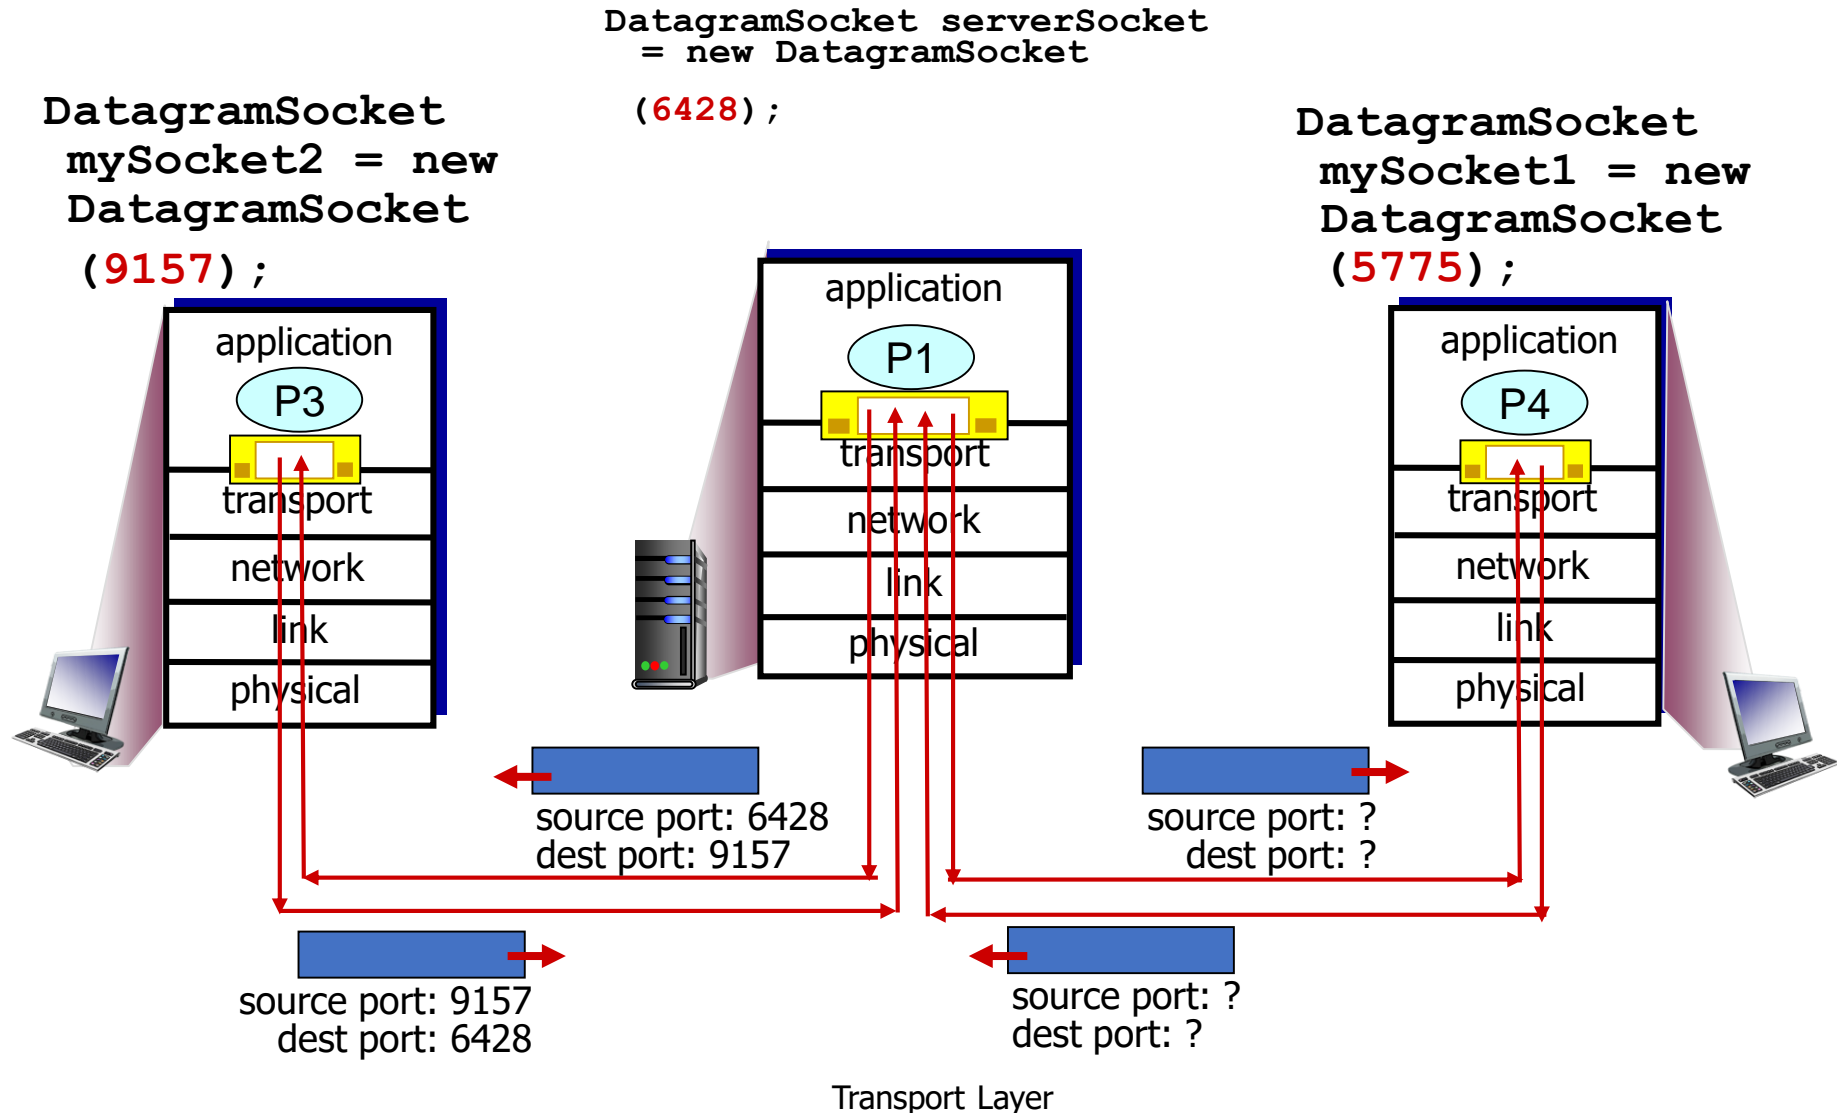 DatagramSocket serverSocket
= new DatagramSocket
(6428);
DatagramSocket
mySocket2 = new
DatagramSocket
(9157);
DatagramSocket
mySocket1 = new
DatagramSocket
(5775);
application
P3
transport
network
link
physical
application
P1
transport
network
link
physical
application
P4
transport
network
link
physical
source port: 6428
dest port: 9157
source port: ?
dest port: ?
source port: 9157
dest port: 6428
source port: ?
dest port: ?
Transport Layer